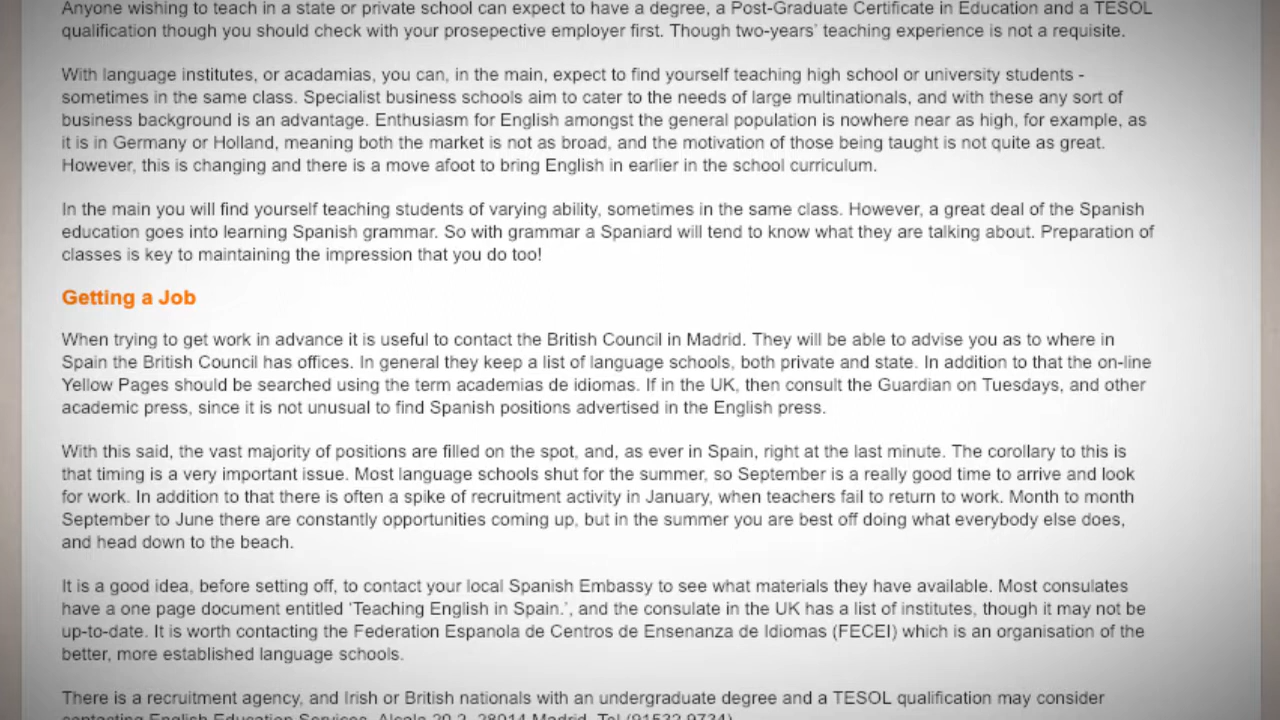 Anyone wishing to teach in a state or private school can expect to have a degree, a Post-Graduate Certificate in Education and a TESOL
qualification though you should check with your prosepective employer first. Though two-years' teaching experience is not a requisite.
With language institutes, or acadamias, you can, in the main, expect to find yourself teaching high school or university students -
sometimes in the same class. Specialist business schools aim to cater to the needs of large multinationals, and with these any sort of
business background is an advantage. Enthusiasm for English amongst the general population is nowhere near as high, for example, as
it is in Germany or Holland, meaning both the market is not as broad, and the motivation of those being taught is not quite as great.
However, this is changing and there is a move afoot to bring English in earlier in the school curriculum.
In the main you will find yourself teaching students of varying ability, sometimes in the same class. However, a great deal of the Spanish
education goes into learning Spanish grammar. So with grammar a Spaniard will tend to know what they are talking about. Preparation of
classes is key to maintaining the impression that you do too!
Getting a Job
When trying to get work in advance it is useful to contact the British Council in Madrid. They will be able to advise you as to where in
Spain the British Council has offices. In general they keep a list of language schools, both private and state. In addition to that the on-line
Yellow Pages should be searched using the term academias de idiomas. If in the UK, then consult the Guardian on Tuesdays, and other
academic press, since it is not unusual to find Spanish positions advertised in the English press.
With this said, the vast majority of positions are filled on the spot, and, as ever in Spain, right at the last minute. The corollary to this is
that timing is a very important issue. Most language schools shut for the summer, so September is a really good time to arrive and look
for work. In addition to that there is often a spike of recruitment activity in January, when teachers fail to return to work. Month to month
September to June there are constantly opportunities coming up, but in the summer you are best off doing what everybody else does,
and head down to the beach.
It is a good idea, before setting off, to contact your local Spanish Embassy to see what materials they have available. Most consulates
have a one page document entitled 'Teaching English in Spain.', and the consulate in the UK has a list of institutes, though it may not be
up-to-date. It is worth contacting the Federation Espanola de Centros de Ensenanza de Idiomas (FECEI) which is an organisation of the
better, more established language schools.
There is a recruitment agency, and Irish or British nationals with an undergraduate degree and a TESOL qualification may consider
contacting English Education Services, Alcala 20-2, 28014 Madrid. Tel (91532 9734)